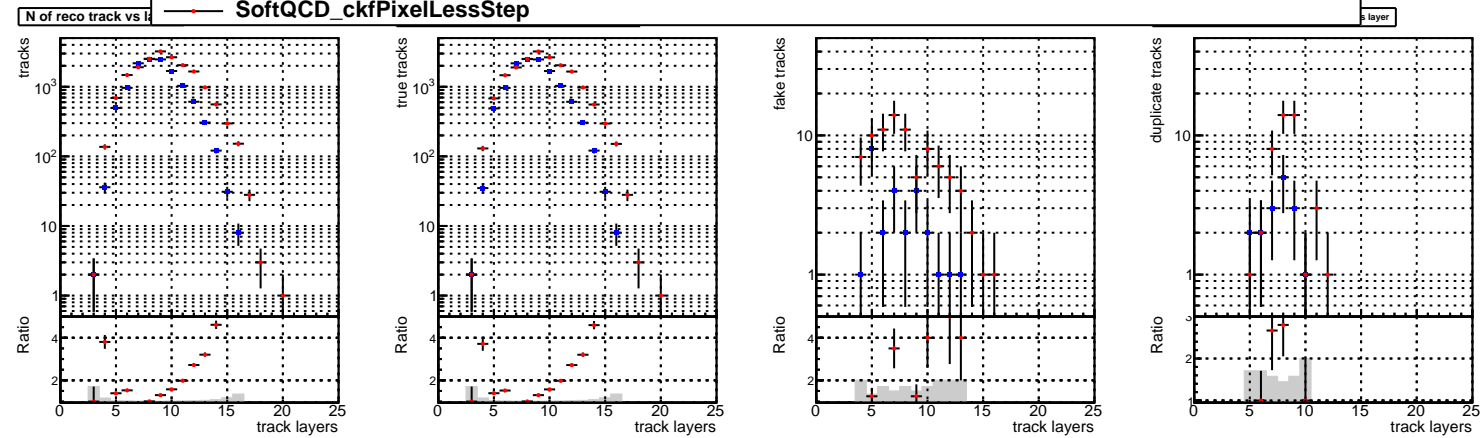 SoftQCD_ckfPixelLessStep
N of reco track vs
s layer
tracks
10³
10²
10
1
Ratio
4
2
0 5 10 15 20 25
track layers
true tracks
10³
10²
10
1
Ratio
4
2
0 5 10 15 20 25
track layers
fake tracks
10
1
Ratio
4
2
0 5 10 15 20 25
track layers
duplicate tracks
10
1
Ratio
3
2
1
0 5 10 15 20 25
track layers